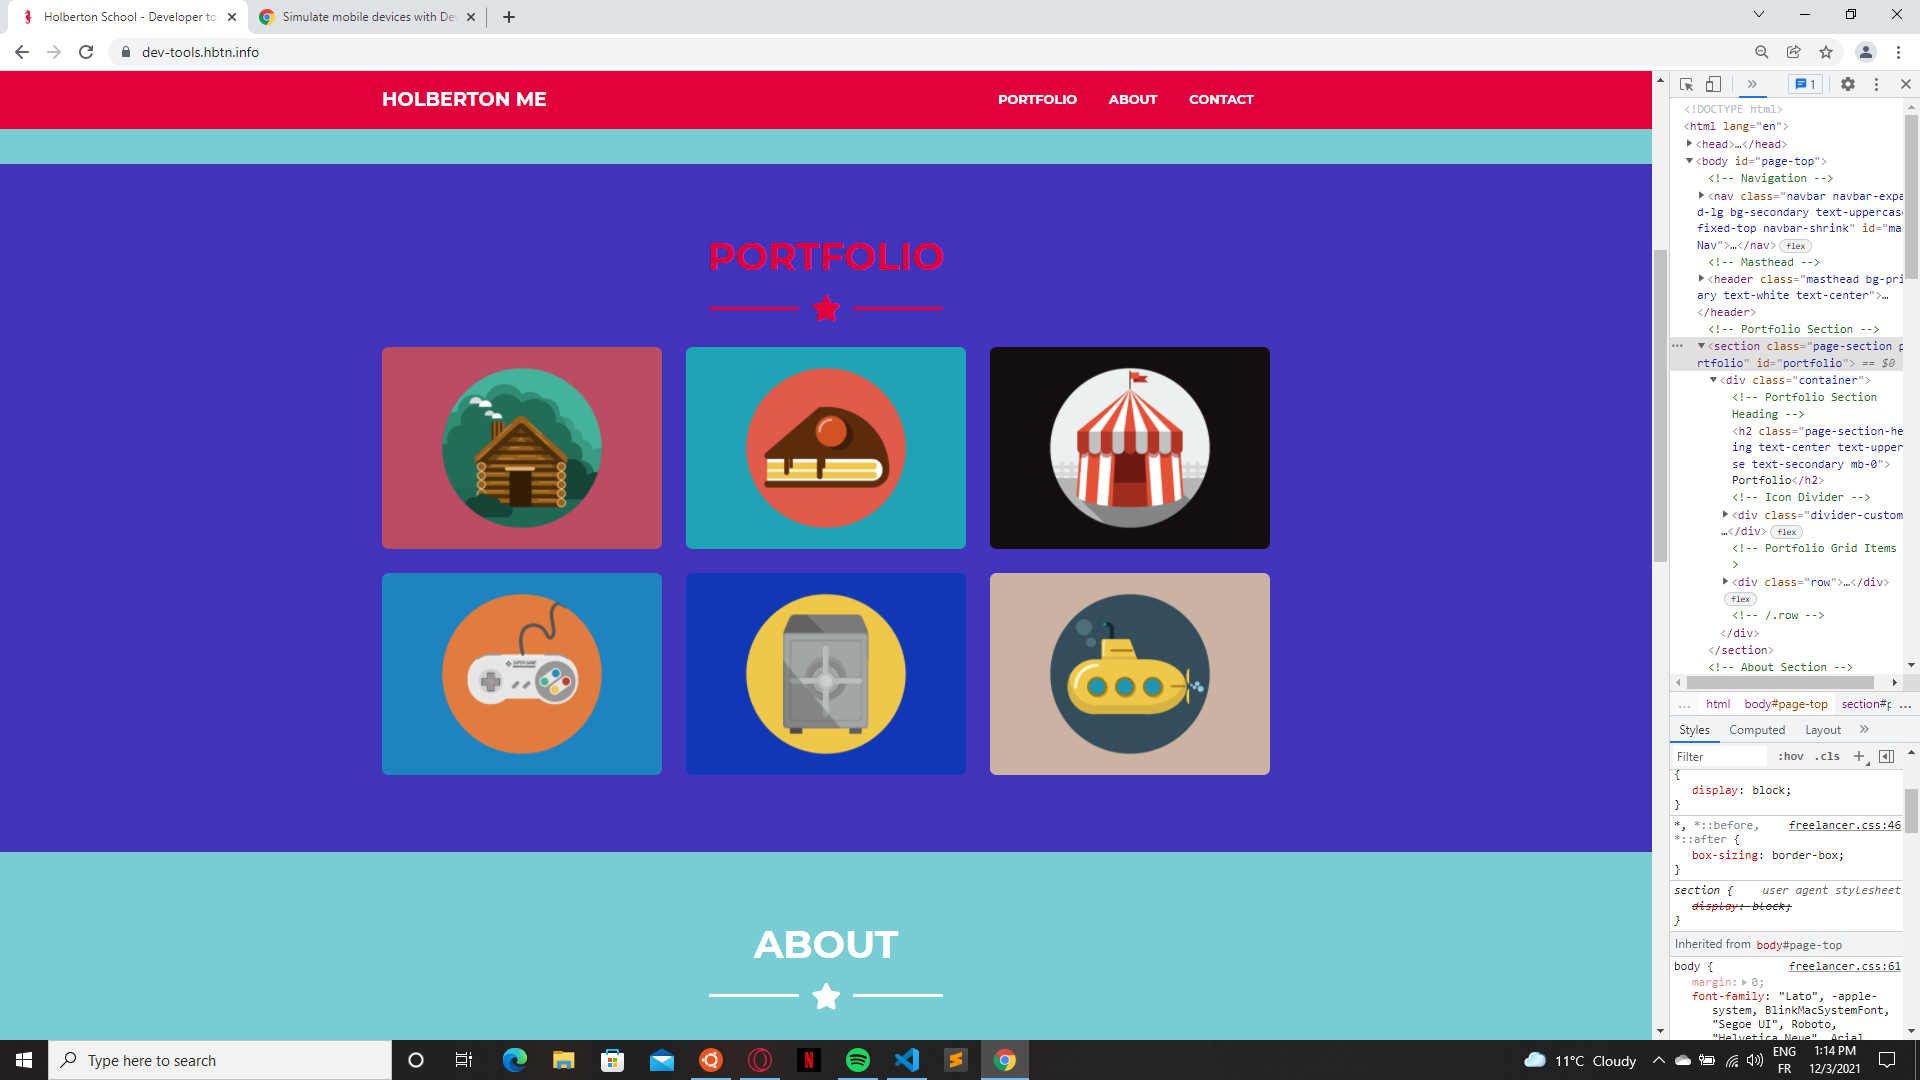 Holberton School - Developer to
Simulate mobile devices with De
dev-tools.hbtn.info
HOLBERTON ME
PORTFOLIO
ABOUT
CONTACT
PORTFOLIO
SUPER GAME
ABOUT
1
<!DOCTYPE html>
<html lang="en">
<head>…</head>
<body id="page-top">
<!-- Navigation -->
<nav class="navbar navbar-expa
d-lg bg-secondary text-uppercas
fixed-top navbar-shrink" id="ma
Nav">…</nav> flex
<!-- Masthead -->
<header class="masthead bg-pri
ary text-white text-center">…
</header>
<!-- Portfolio Section -->
… <section class="page-section p
rtfolio" id="portfolio"> == $0
<div class="container">
<!-- Portfolio Section
Heading -->
<h2 class="page-section-he
ing text-center text-upper
se text-secondary mb-0">
Portfolio</h2>
<!-- Icon Divider -->
<div class="divider-custom
…</div> flex
<!-- Portfolio Grid Items
>
<div class="row">…</div>
flex
<!-- /.row -->
</div>
</section>
<!-- About Section -->
… html body#page-top section#p …
Styles Computed Layout »
Filter :hov .cls +
{
display: block;
}
*, *::before, freelancer.css:46
*::after {
box-sizing: border-box;
}
section { user agent stylesheet
display: block;
}
Inherited from body#page-top
body { freelancer.css:61
margin: 0;
font-family: "Lato", -apple-
system, BlinkMacSystemFont,
"Segoe UI", Roboto,
"Helvetica Neue", Arial
Type here to search
11°C Cloudy
ENG
FR
1:14 PM
12/3/2021